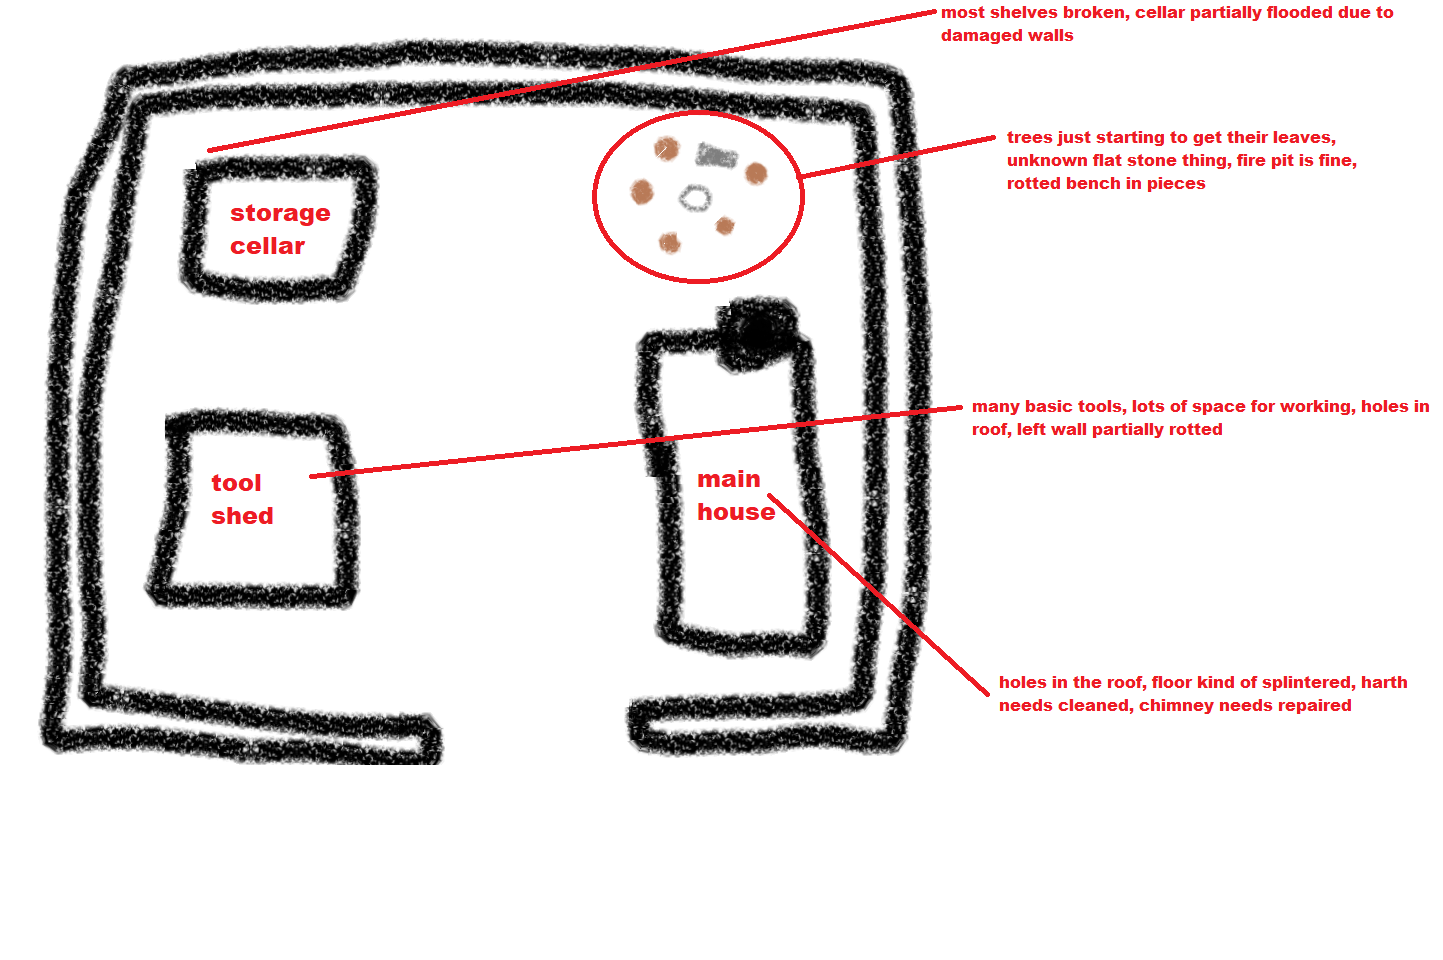 most shelves broken, cellar partially flooded due to
damaged walls
trees just starting to get their leaves,
unknown flat stone thing, fire pit is fine,
rotted bench in pieces
storage
cellar
many basic tools, lots of space for working, holes in
roof, left wall partially rotted
tool
shed
main
house
holes in the roof, floor kind of splintered, harth
needs cleaned, chimney needs repaired